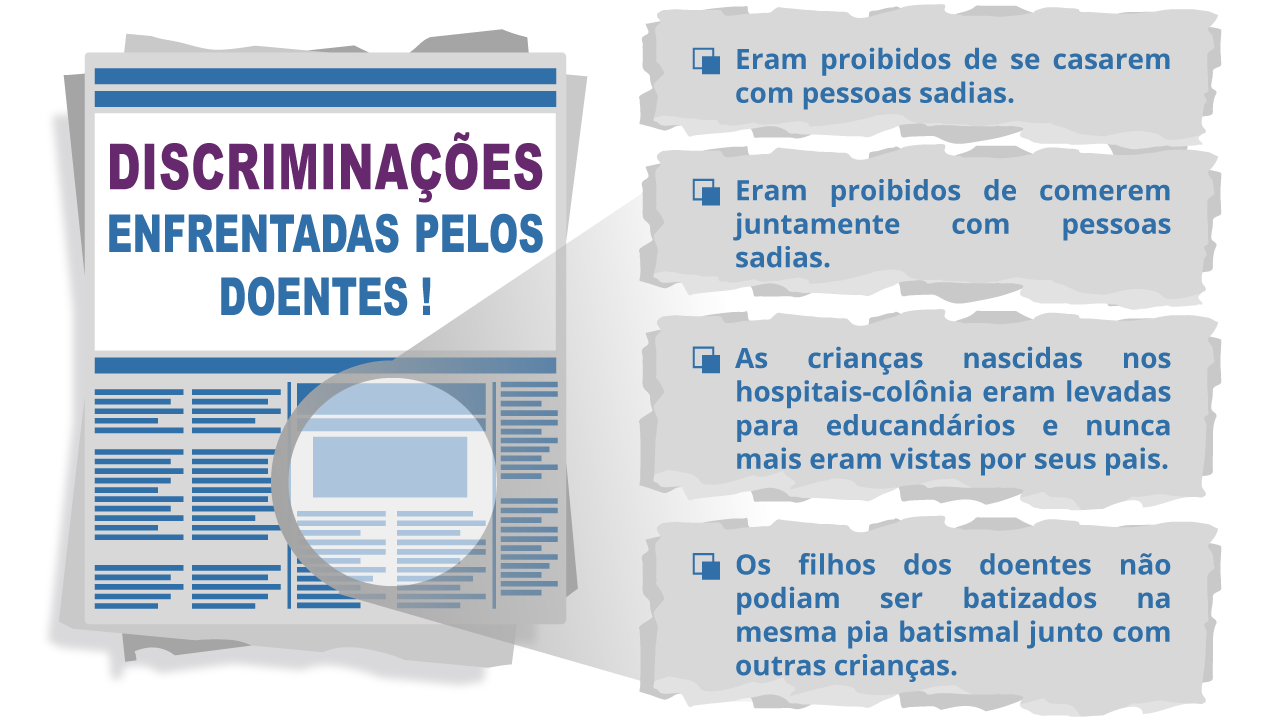 DISCRIMINAÇÕES
ENFRENTADAS PELOS
DOENTES !
Eram proibidos de se casarem
com pessoas sadias.
Eram proibidos de comerem
juntamente com pessoas
sadias.
As crianças nascidas nos
hospitais-colônia eram levadas
para educandários e nunca
mais eram vistas por seus pais.
Os filhos dos doentes não
podiam ser batizados na
mesma pia batismal junto com
outras crianças.